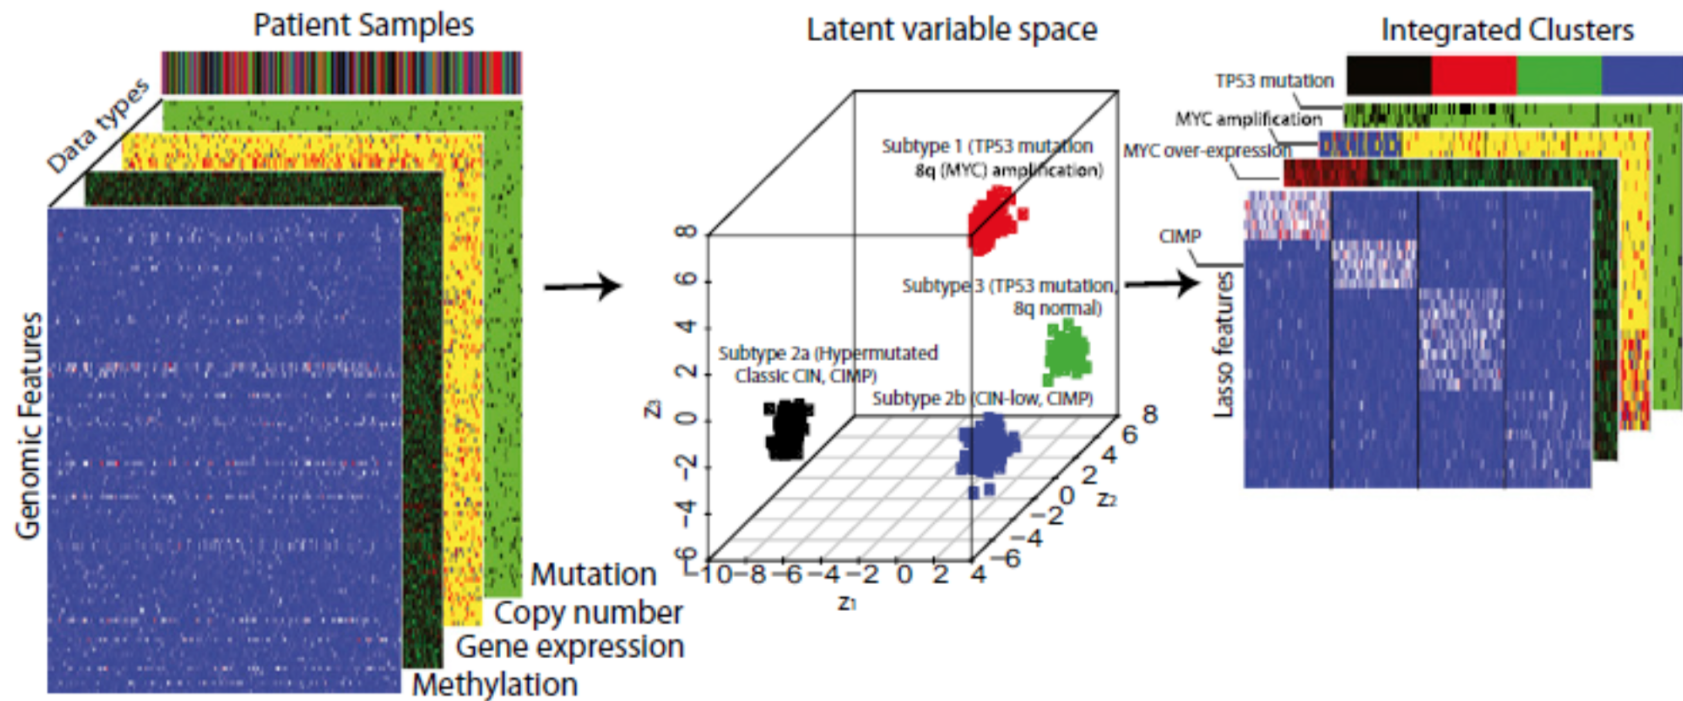 Patient Samples
Data types
Genomic Features
Mutation
Copy number
Gene expression
Methylation
Latent variable space
Subtype 1 (TP53 mutation
8q (MYC) amplification)
Subtype 3 (TP53 mutation,
8q normal)
Subtype 2a (Hypermutated
Classic CIN, CIMP)
Subtype 2b (CIN-low, CIMP)
8
6
4
2
0
−2
−4
−6
z3
−10 −8 −6 −4 −2 0 2 4
z1
8
6
4
2
0
−2
−4
−6
z2
Integrated Clusters
TP53 mutation
MYC amplification
MYC over-expression
CIMP
Lasso features